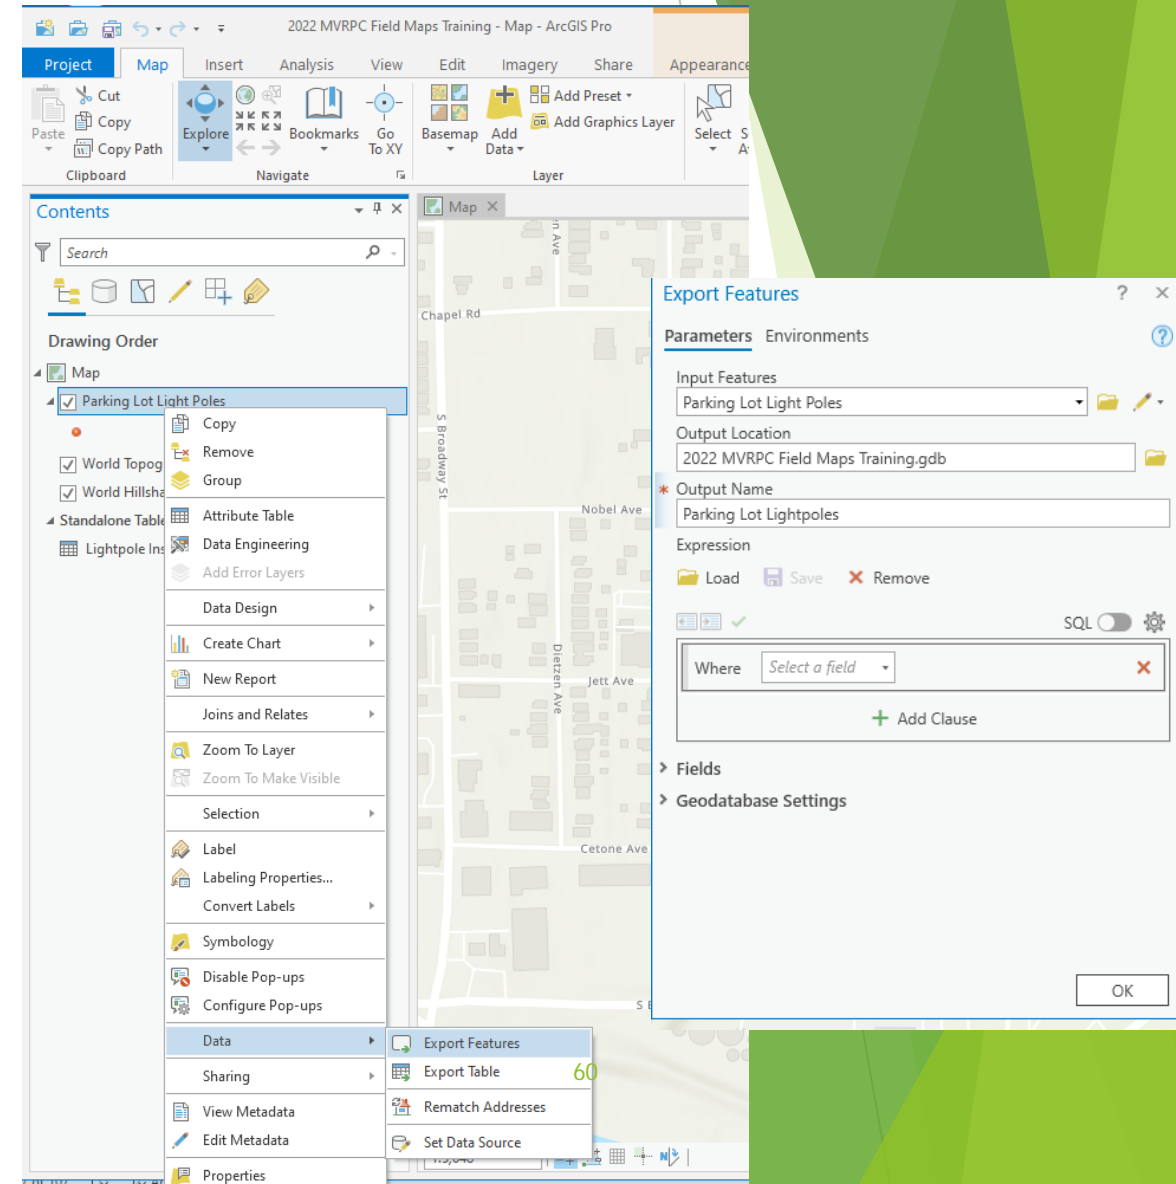 2022 MVRPC Field Maps Training - Map - ArcGIS Pro
Project Map Insert Analysis View Edit Imagery Share Appearance
Cut
Copy
Copy Path
Paste
Clipboard
Explore
Bookmarks
Go To XY
Navigate
Basemap
Add Data
Add Preset
Add Graphics Layer
Layer
Select
Contents
Search
Drawing Order
Map
Parking Lot Light Poles
World Topog
World Hillsha
Standalone Table
Lightpole Ins
Copy
Remove
Group
Attribute Table
Data Engineering
Add Error Layers
Data Design
Create Chart
New Report
Joins and Relates
Zoom To Layer
Zoom To Make Visible
Selection
Label
Labeling Properties...
Convert Labels
Symbology
Disable Pop-ups
Configure Pop-ups
Data
Sharing
View Metadata
Edit Metadata
Properties
Export Features
Export Table
60
Rematch Addresses
Set Data Source
Map
n Ave
Chapel Rd
S Broadway St
Nobel Ave
Dietzen Ave
Jett Ave
Cetone Ave
Export Features
? ×
Parameters Environments
?
Input Features
Parking Lot Light Poles
Output Location
2022 MVRPC Field Maps Training.gdb
* Output Name
Parking Lot Lightpoles
Expression
Load Save Remove
SQL
Where Select a field
Add Clause
Fields
Geodatabase Settings
OK